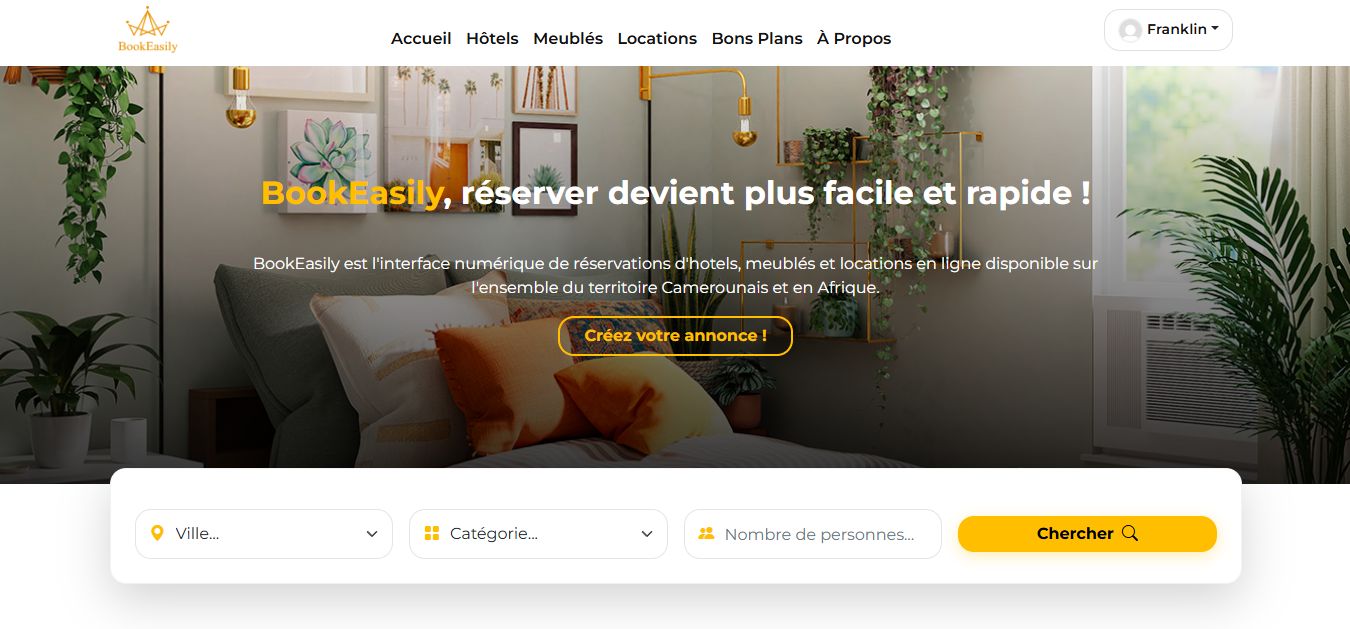 BookEasily
Accueil Hôtels Meublés Locations Bons Plans À Propos
Franklin
BookEasily, réserver devient plus facile et rapide !
BookEasily est l'interface numérique de réservations d'hotels, meublés et locations en ligne disponible sur
l'ensemble du territoire Camerounais et en Afrique.
Créez votre annonce !
Ville...
Catégorie...
Nombre de personnes...
Chercher